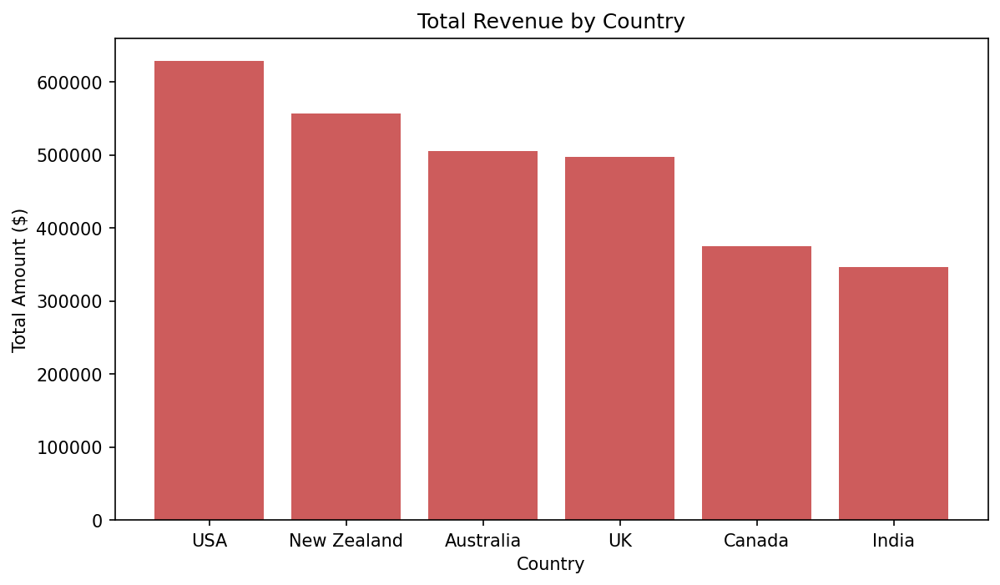 Total Revenue by Country
Total Amount ($)
600000
500000
400000
300000
200000
100000
0
USA
New Zealand
Australia
UK
Canada
India
Country